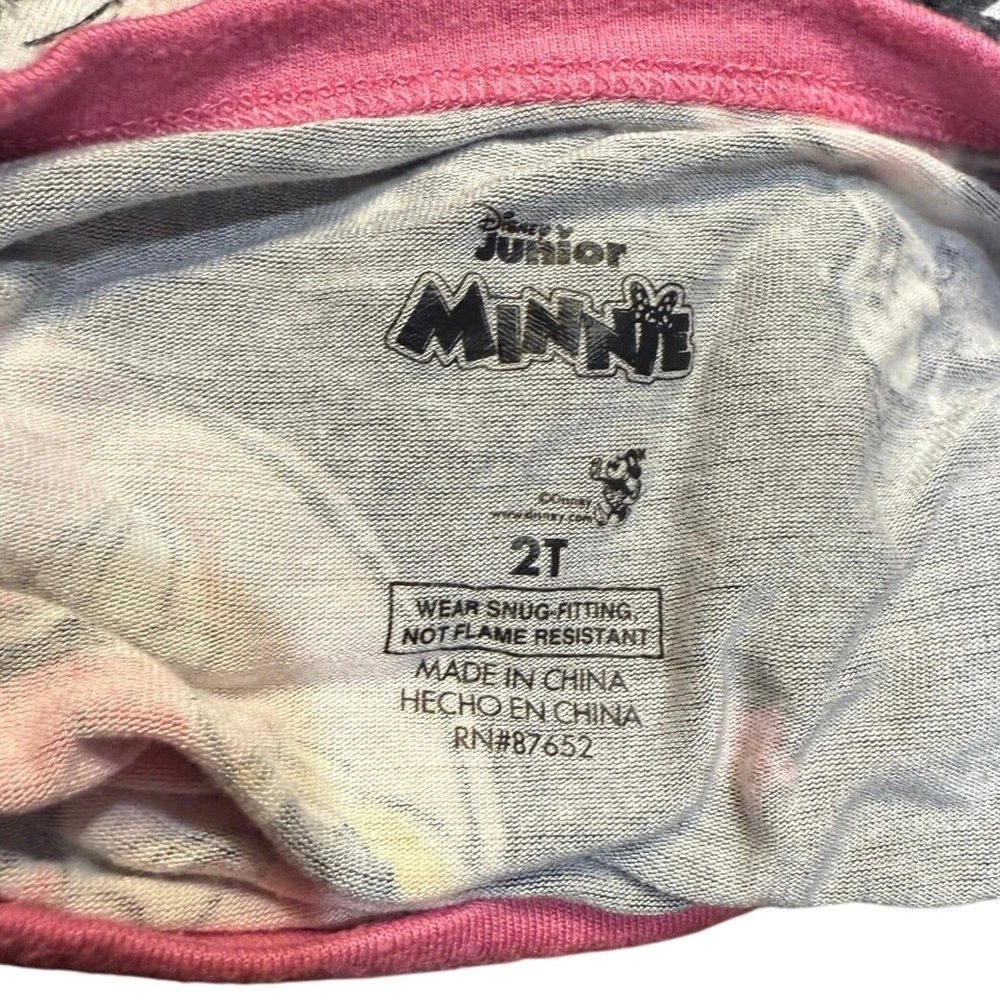 Disney
Junior
MINNIE
©Disney
www.disney.com
2T
WEAR SNUG-FITTING,
NOT FLAME RESISTANT
MADE IN CHINA
HECHO EN CHINA
RN#87652